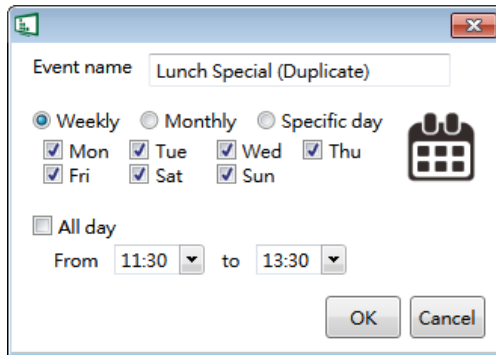 Event name Lunch Special (Duplicate)
Weekly Monthly Specific day
Mon Tue Wed Thu
Fri Sat Sun
All day
From 11:30 to 13:30
OK Cancel